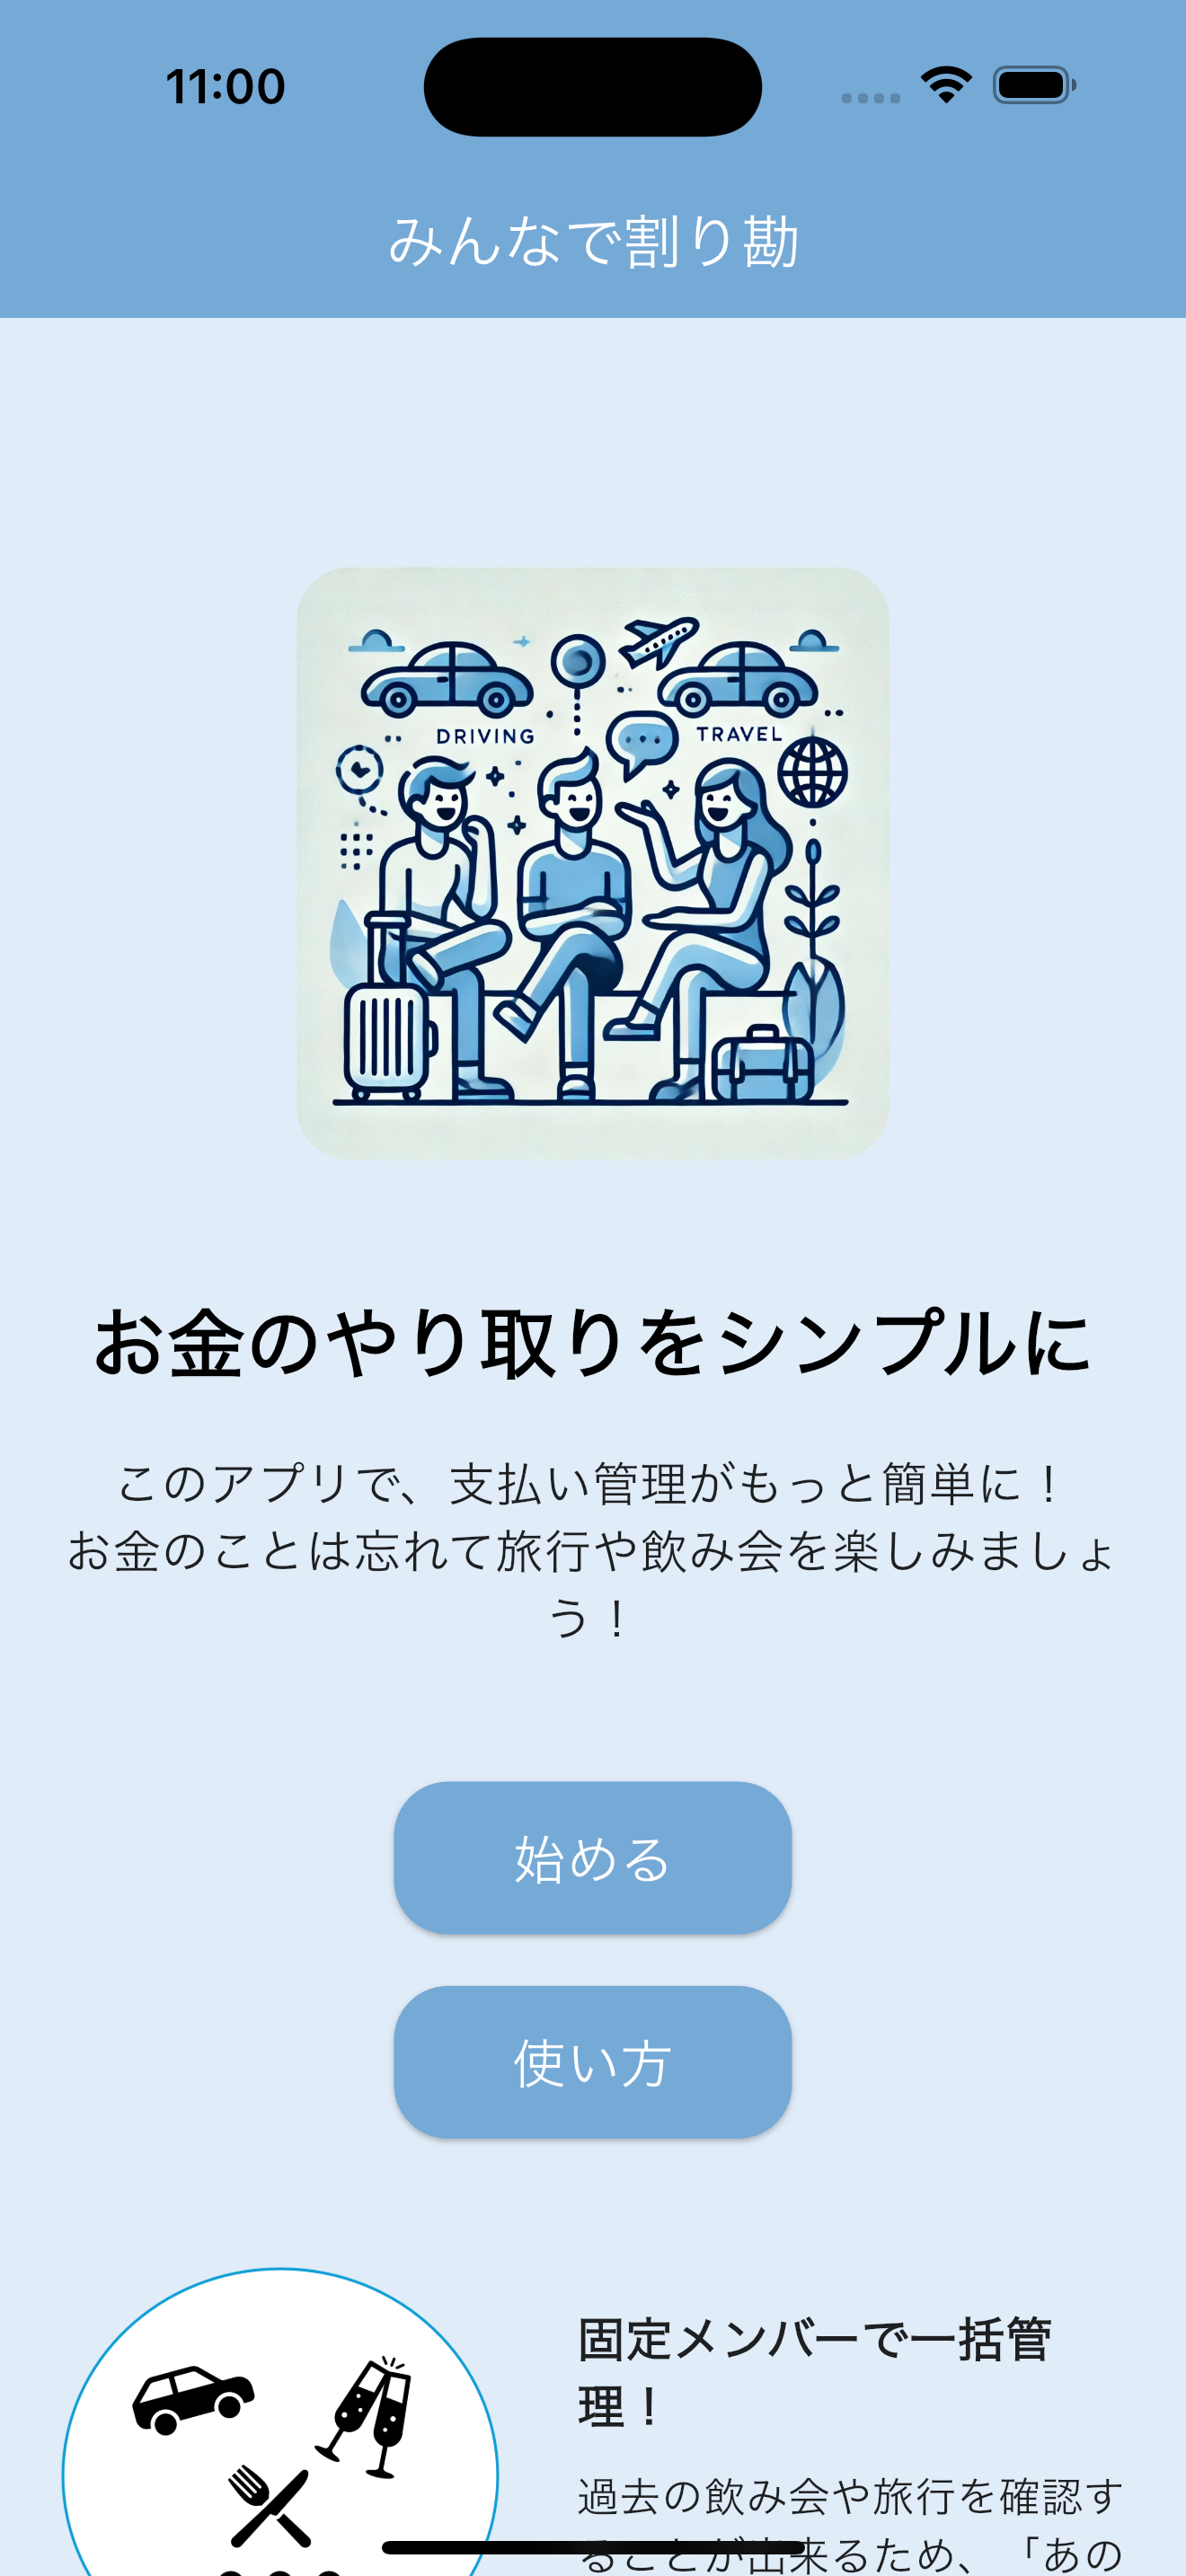 11:00
みんなで割り勘
DRIVING
TRAVEL
お金のやり取りをシンプルに
このアプリで、支払い管理がもっと簡単に！
お金のことは忘れて旅行や飲み会を楽しみましょ
う！
始める
使い方
固定メンバーで一括管
理！
過去の飲み会や旅行を確認す
ることが出来るため、「あの